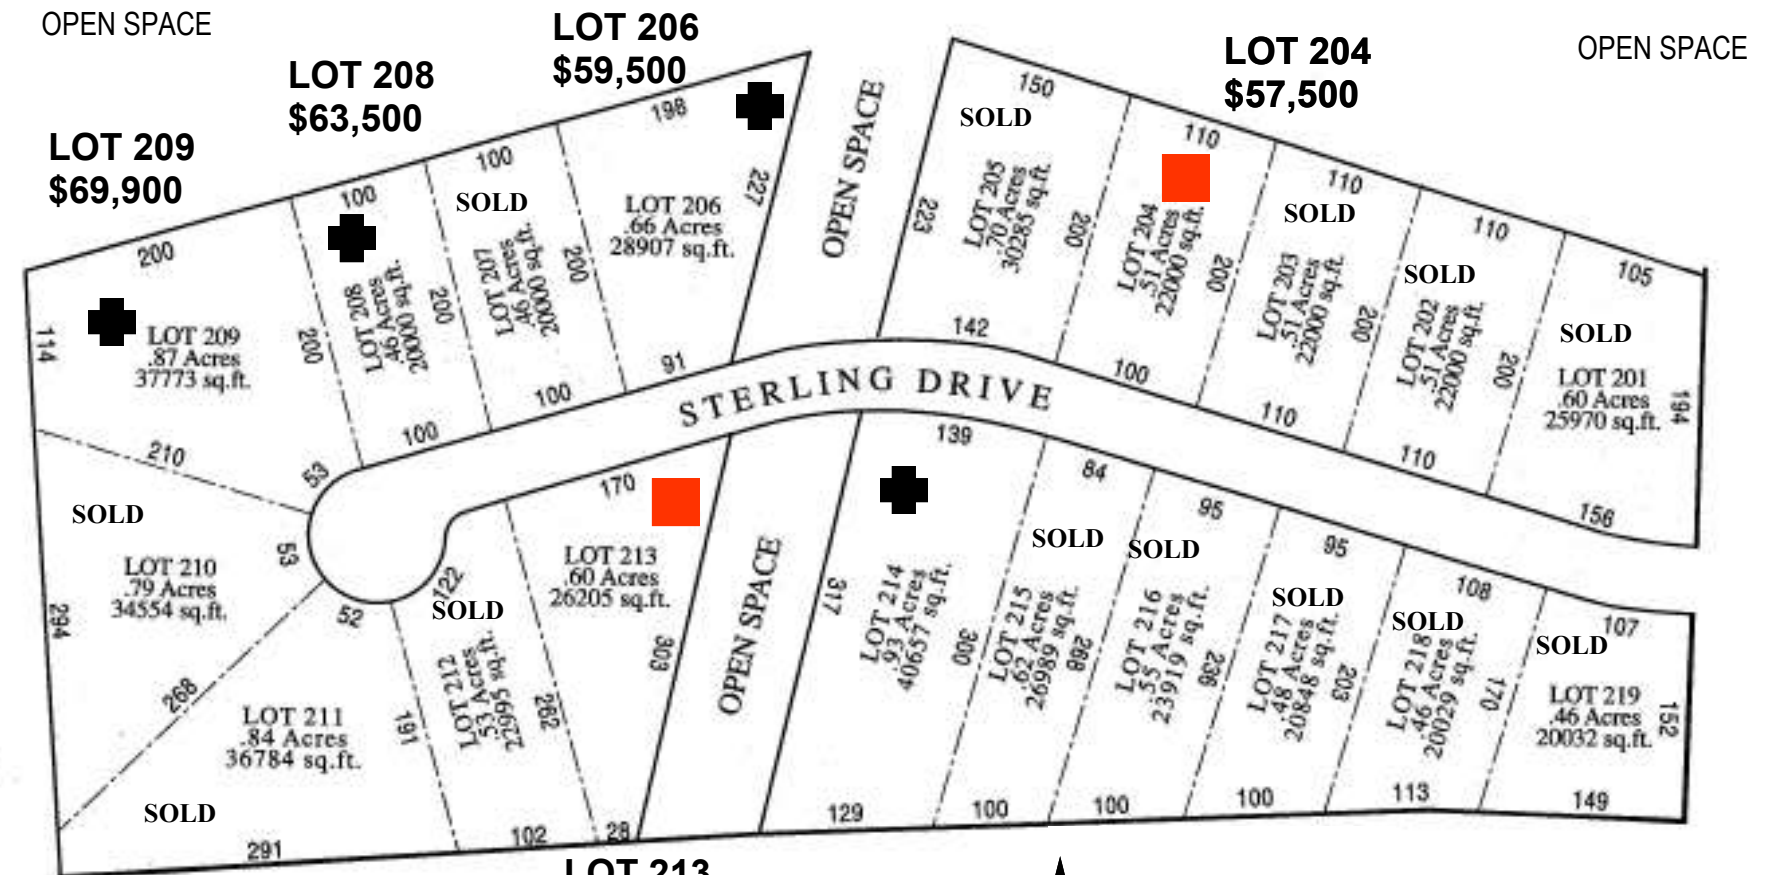 OPEN SPACE
LOT 206
$59,500
LOT 204
$57,500
OPEN SPACE
LOT 208
$63,500
LOT 209
$69,900
200
114
LOT 209
.87 Acres
37773 sq.ft.
200
210
53
100
LOT 208
.46 Acres
20000 sq.ft.
200
100
100
SOLD
LOT 207
.46 Acres
20000 sq.ft.
200
100
198
LOT 206
.66 Acres
28907 sq.ft.
227
91
OPEN SPACE
150
SOLD
LOT 205
.70 Acres
30285 sq.ft.
223
200
142
110
LOT 204
.51 Acres
22000 sq.ft.
200
100
110
SOLD
LOT 203
.51 Acres
22000 sq.ft.
200
110
110
SOLD
LOT 202
.51 Acres
22000 sq.ft.
200
110
105
SOLD
LOT 201
.60 Acres
25970 sq.ft.
194
156
STERLING DRIVE
SOLD
LOT 210
.79 Acres
34554 sq.ft.
294
53
268
52
LOT 211
.84 Acres
36784 sq.ft.
SOLD
191
291
122
SOLD
LOT 212
.53 Acres
22995 sq.ft.
262
102
170
LOT 213
.60 Acres
26205 sq.ft.
303
28
OPEN SPACE
139
317
LOT 214
.93 Acres
40657 sq.ft.
300
129
84
SOLD
LOT 215
.62 Acres
26989 sq.ft.
268
100
95
SOLD
LOT 216
.55 Acres
23919 sq.ft.
236
100
95
SOLD
LOT 217
.48 Acres
20848 sq.ft.
203
100
108
SOLD
LOT 218
.46 Acres
20029 sq.ft.
170
113
107
SOLD
LOT 219
.46 Acres
20032 sq.ft.
152
149
LOT 213